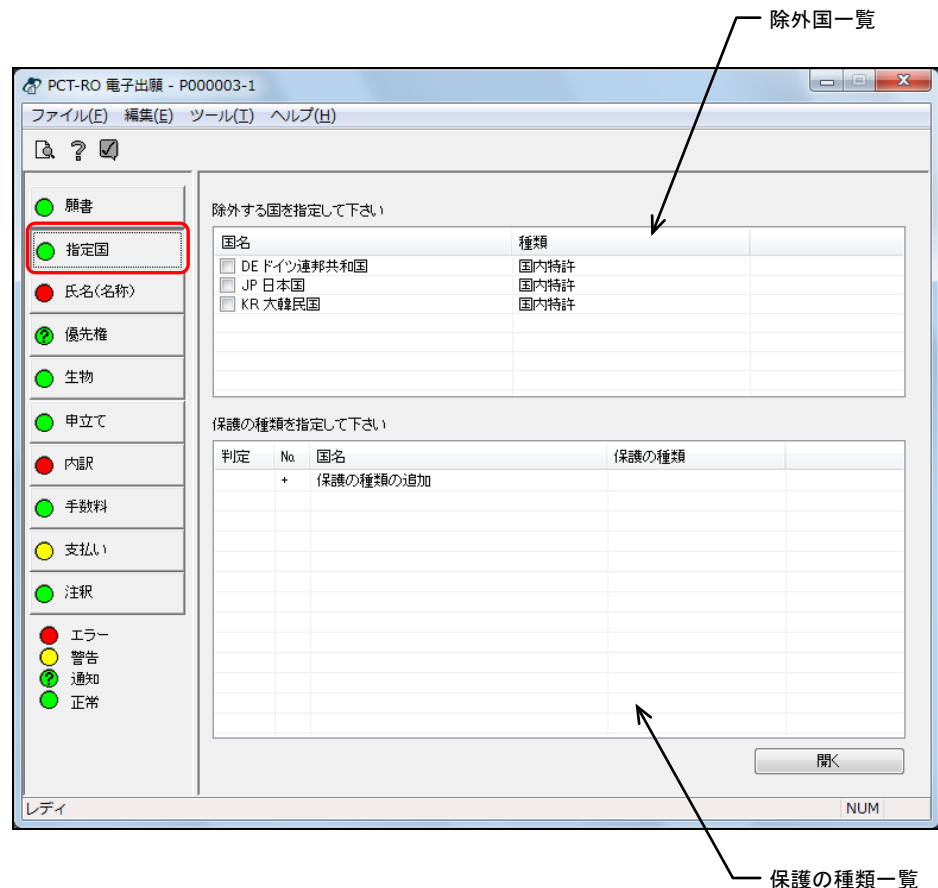 除外国一覧
PCT-RO 電子出願 - P000003-1
ファイル(F) 編集(E) ツール(T) ヘルプ(H)
願書
指定国
氏名(名称)
優先権
生物
申立て
内訳
手数料
支払い
注釈
エラー
警告
通知
正常
除外する国を指定して下さい
国名 種類
DE ドイツ連邦共和国 国内特許
JP 日本国 国内特許
KR 大韓民国 国内特許
保護の種類を指定して下さい
判定 No. 国名 保護の種類
+ 保護の種類の追加
開く
レディ NUM
保護の種類一覧